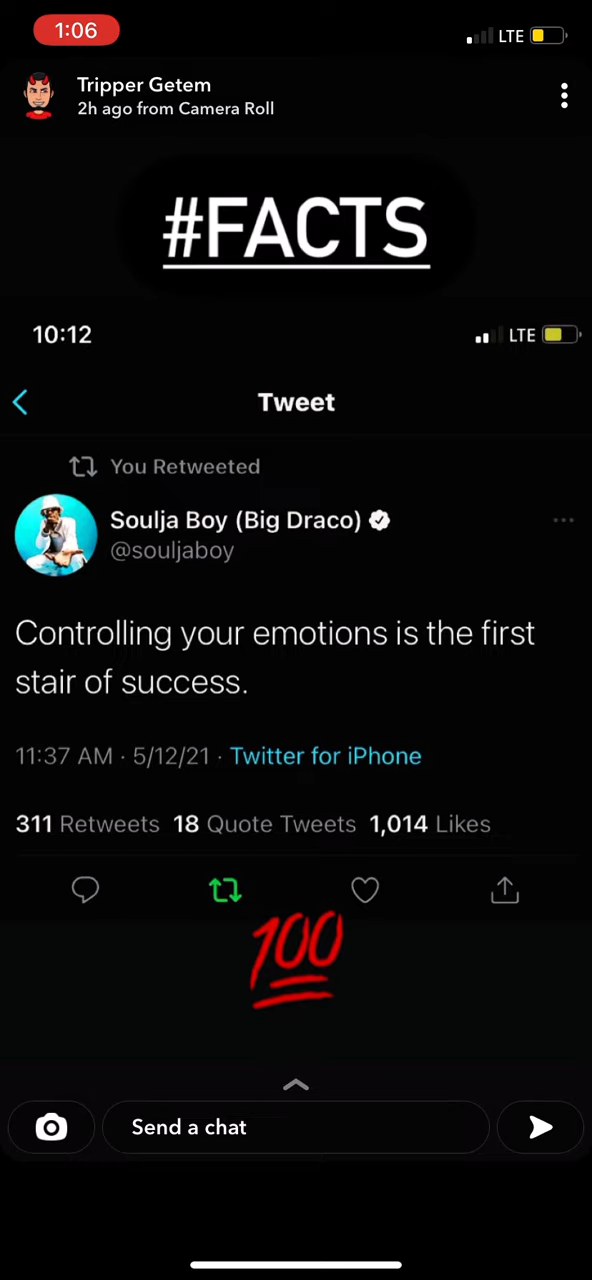 1:06
LTE
Tripper Getem
2h ago from Camera Roll
#FACTS
10:12
LTE
Tweet
You Retweeted
Soulja Boy (Big Draco)
@souljaboy
Controlling your emotions is the first
stair of success.
11:37 AM · 5/12/21 · Twitter for iPhone
311 Retweets 18 Quote Tweets 1,014 Likes
100
Send a chat